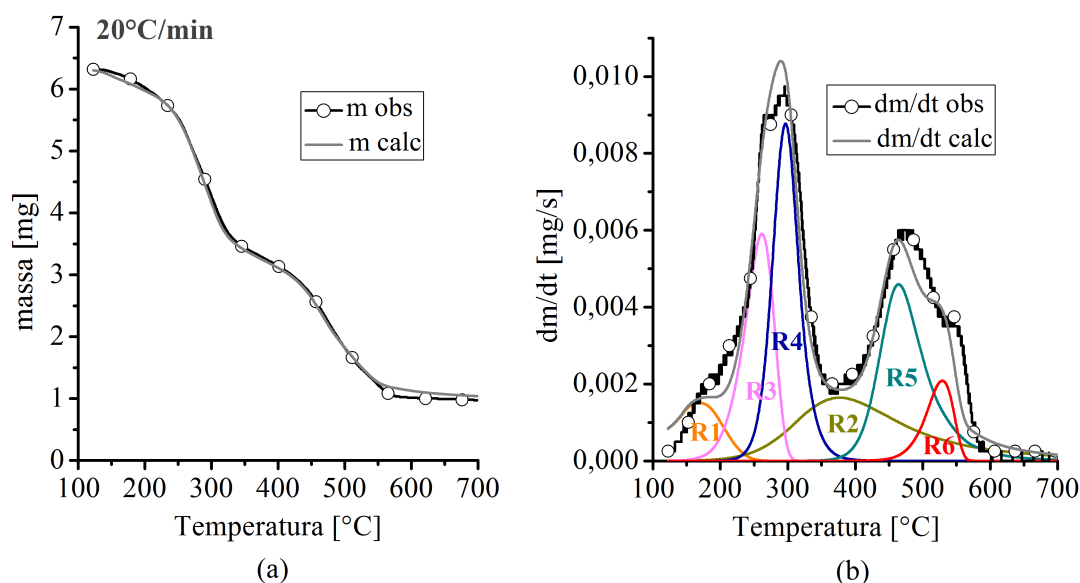 20°C/min
7
6
5
4
3
2
1
0
massa [mg]
m obs
m calc
100 200 300 400 500 600 700
Temperatura [°C]
(a)
0,010
0,008
0,006
0,004
0,002
0,000
dm/dt [mg/s]
dm/dt obs
dm/dt calc
R1
R3
R4
R2
R5
R6
100 200 300 400 500 600 700
Temperatura [°C]
(b)